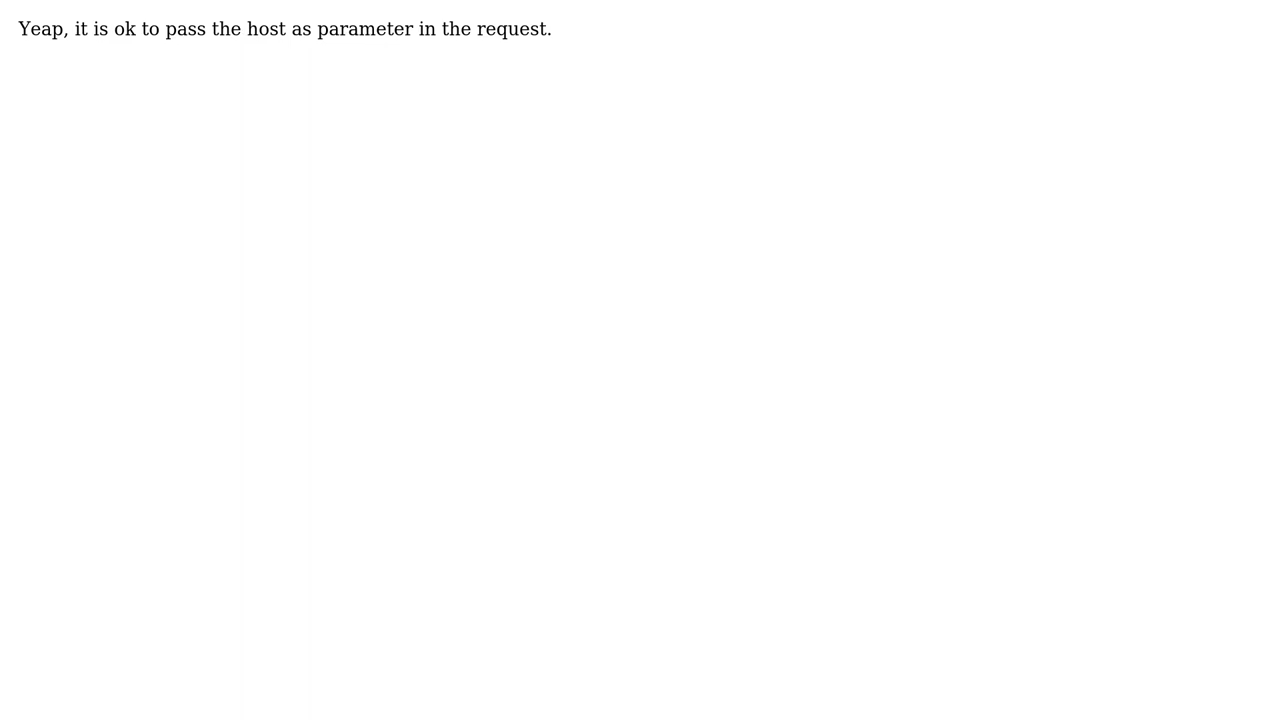 Yeap, it is ok to pass the host as parameter in the request.